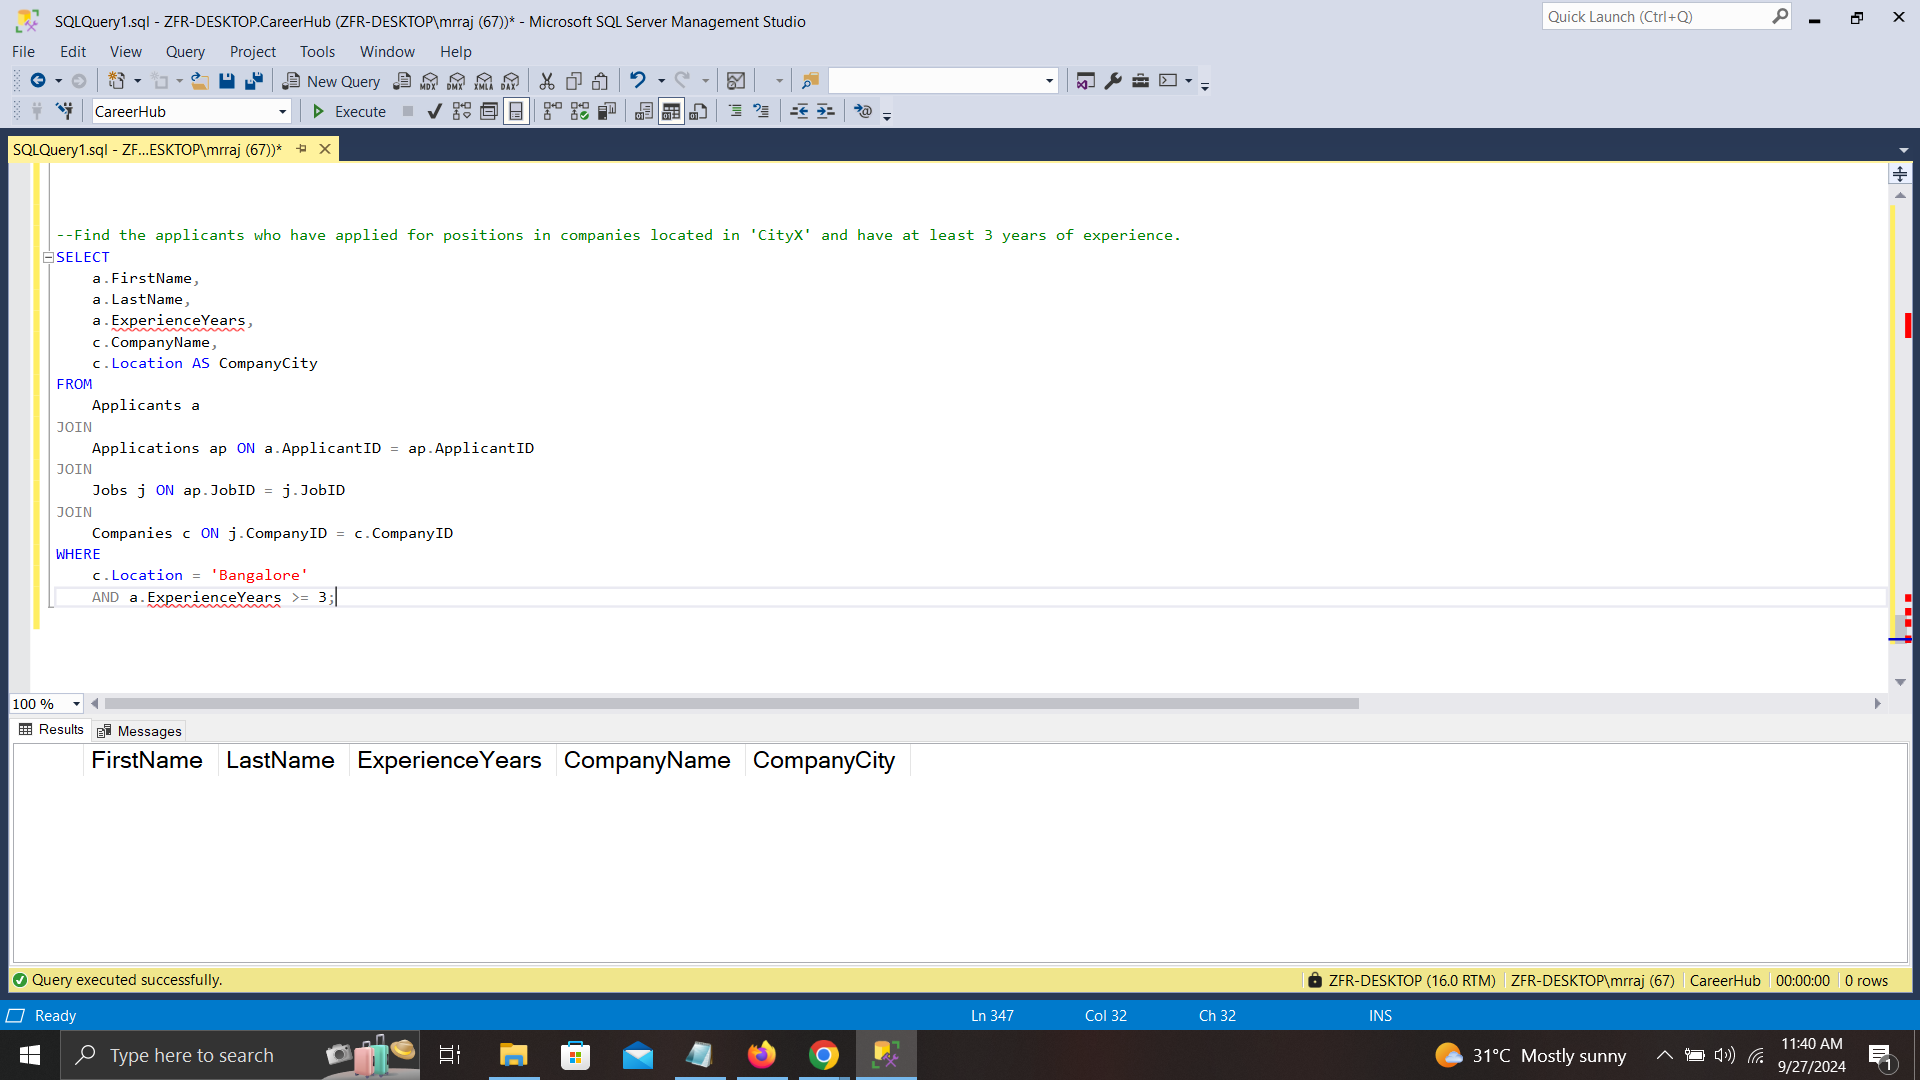 SQLQuery1.sql - ZFR-DESKTOP.CareerHub (ZFR-DESKTOP\mrraj (67))* - Microsoft SQL Server Management Studio
Quick Launch (Ctrl+Q)
File Edit View Query Project Tools Window Help
New Query MDX DMX XMLA DAX
CareerHub Execute
SQLQuery1.sql - ZF...ESKTOP\mrraj (67))*
--Find the applicants who have applied for positions in companies located in 'CityX' and have at least 3 years of experience.
SELECT
a.FirstName,
a.LastName,
a.ExperienceYears,
c.CompanyName,
c.Location AS CompanyCity
FROM
Applicants a
JOIN
Applications ap ON a.ApplicantID = ap.ApplicantID
JOIN
Jobs j ON ap.JobID = j.JobID
JOIN
Companies c ON j.CompanyID = c.CompanyID
WHERE
c.Location = 'Bangalore'
AND a.ExperienceYears >= 3;
100 %
Results Messages
FirstName LastName ExperienceYears CompanyName CompanyCity
Query executed successfully. ZFR-DESKTOP (16.0 RTM) ZFR-DESKTOP\mrraj (67) CareerHub 00:00:00 0 rows
Ready Ln 347 Col 32 Ch 32 INS
Type here to search
31°C Mostly sunny
11:40 AM
9/27/2024
1